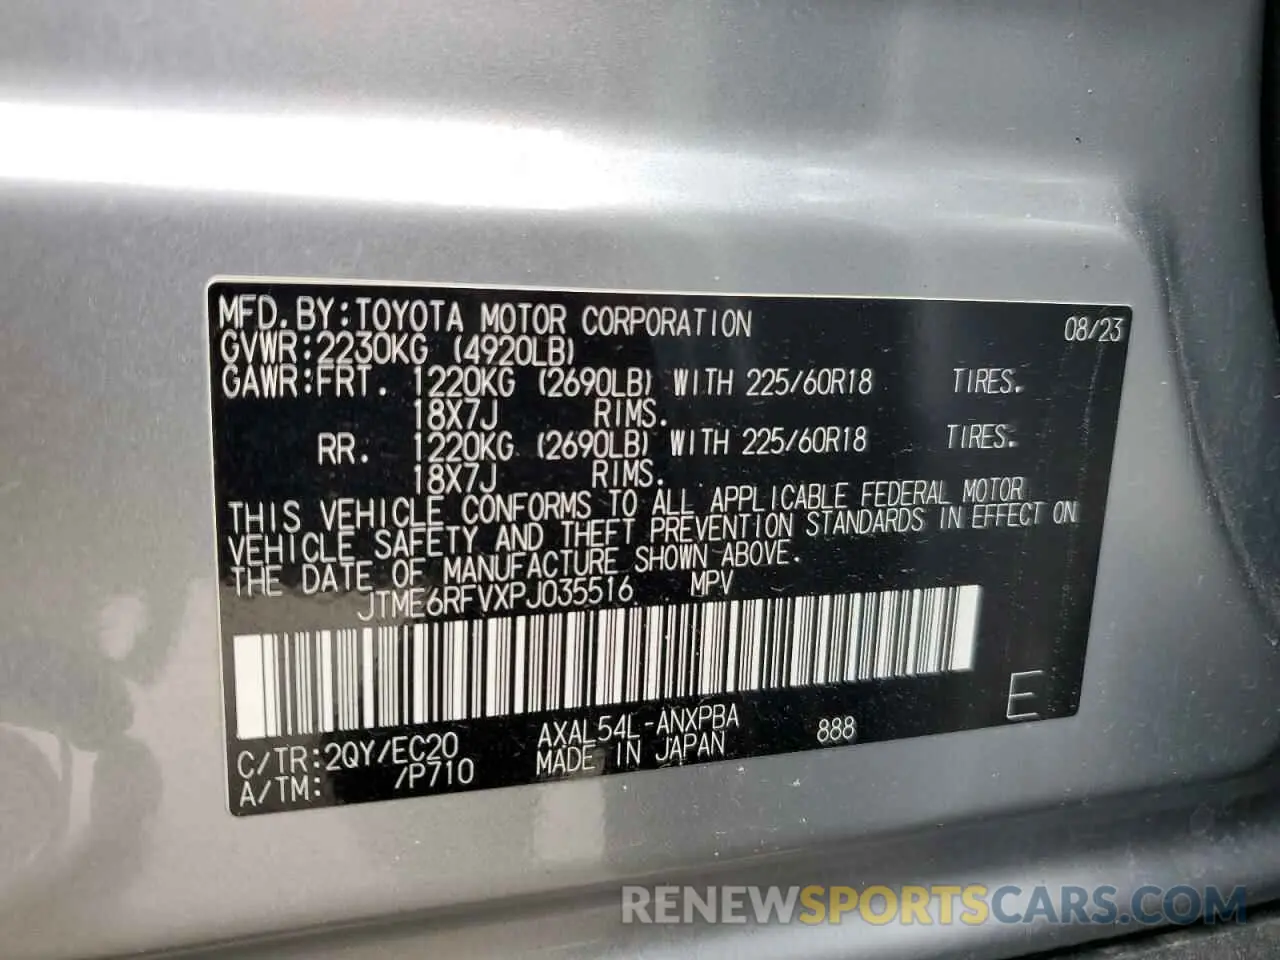 MFD.BY:TOYOTA MOTOR CORPORATION 08/23
GVWR:2230KG (4920LB)
GAWR:FRT. 1220KG (2690LB) WITH 225/60R18 TIRES.
18X7J RIMS.
RR. 1220KG (2690LB) WITH 225/60R18 TIRES.
18X7J RIMS.
THIS VEHICLE CONFORMS TO ALL APPLICABLE FEDERAL MOTOR
VEHICLE SAFETY AND THEFT PREVENTION STANDARDS IN EFFECT ON
THE DATE OF MANUFACTURE SHOWN ABOVE.
JTME6RFVXPJ035516 MPV
E
C/TR:2QY/EC20 AXAL54L-ANXPBA 888
A/TM: /P710 MADE IN JAPAN
RENEWSPORTSCARS.COM